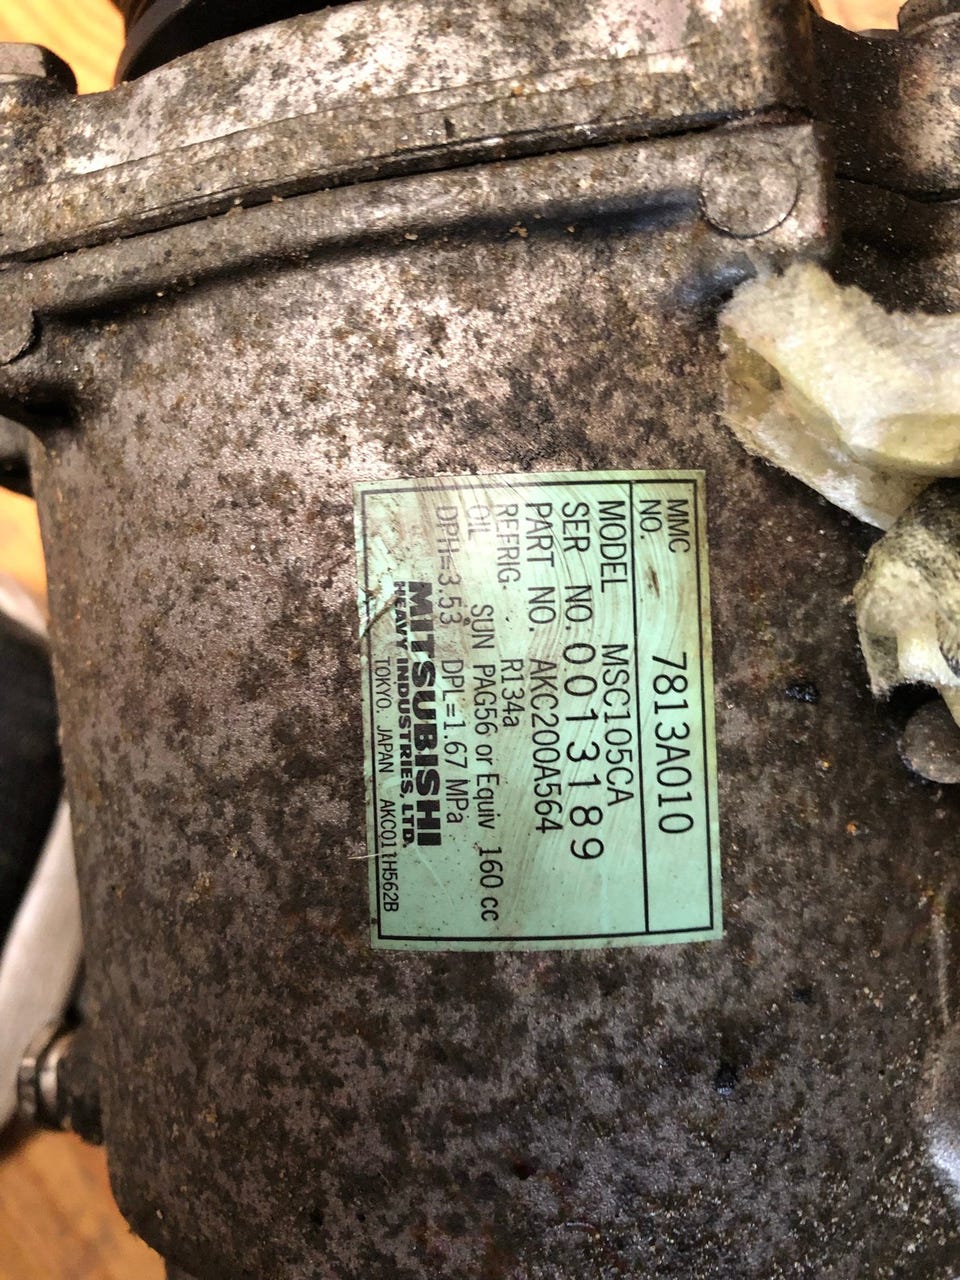 MMC NO. 7813A010
MODEL MSC105CA
SER NO. 0013189
PART NO. AKC200A564
REFRIG. R134a
OIL SUN PAG56 or Equiv 160 cc
DPH=3.53 DPL=1.67 MPa
MITSUBISHI
HEAVY INDUSTRIES, LTD.
TOKYO. JAPAN AKC011H562B